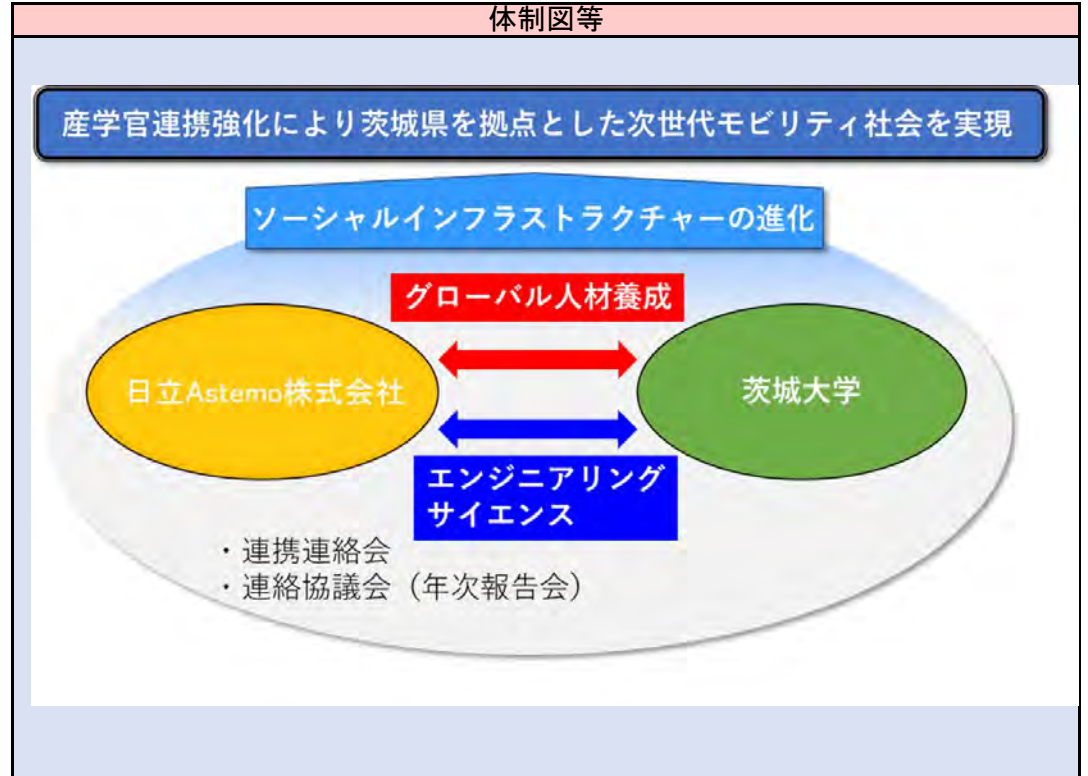 体制図等
産学官連携強化により茨城県を拠点とした次世代モビリティ社会を実現
ソーシャルインフラストラクチャーの進化
グローバル人材養成
日立Astemo株式会社
茨城大学
エンジニアリング
サイエンス
・連携連絡会
・連絡協議会（年次報告会）